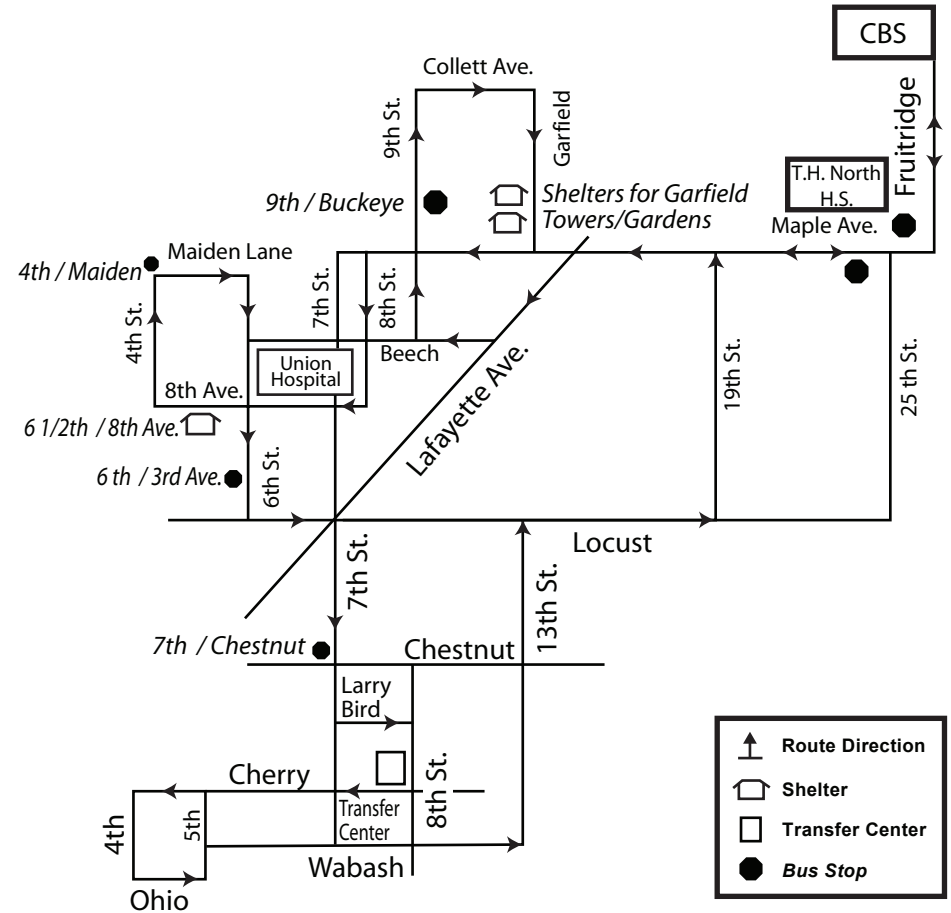 CBS
Collett Ave.
9th St.
Garfield
Fruitridge
T.H. North
H.S.
9th / Buckeye
Shelters for Garfield
Towers/Gardens
Maple Ave.
4th / Maiden
Maiden Lane
4th St.
7th St.
8th St.
Beech
Union
Hospital
8th Ave.
6 1/2th / 8th Ave.
6 th / 3rd Ave.
6th St.
Lafayette Ave.
19th St.
25 th St.
Locust
7th St.
13th St.
7th / Chestnut
Chestnut
Larry
Bird
Cherry
8th St.
Transfer
Center
4th
5th
Wabash
Ohio
Route Direction
Shelter
Transfer Center
Bus Stop